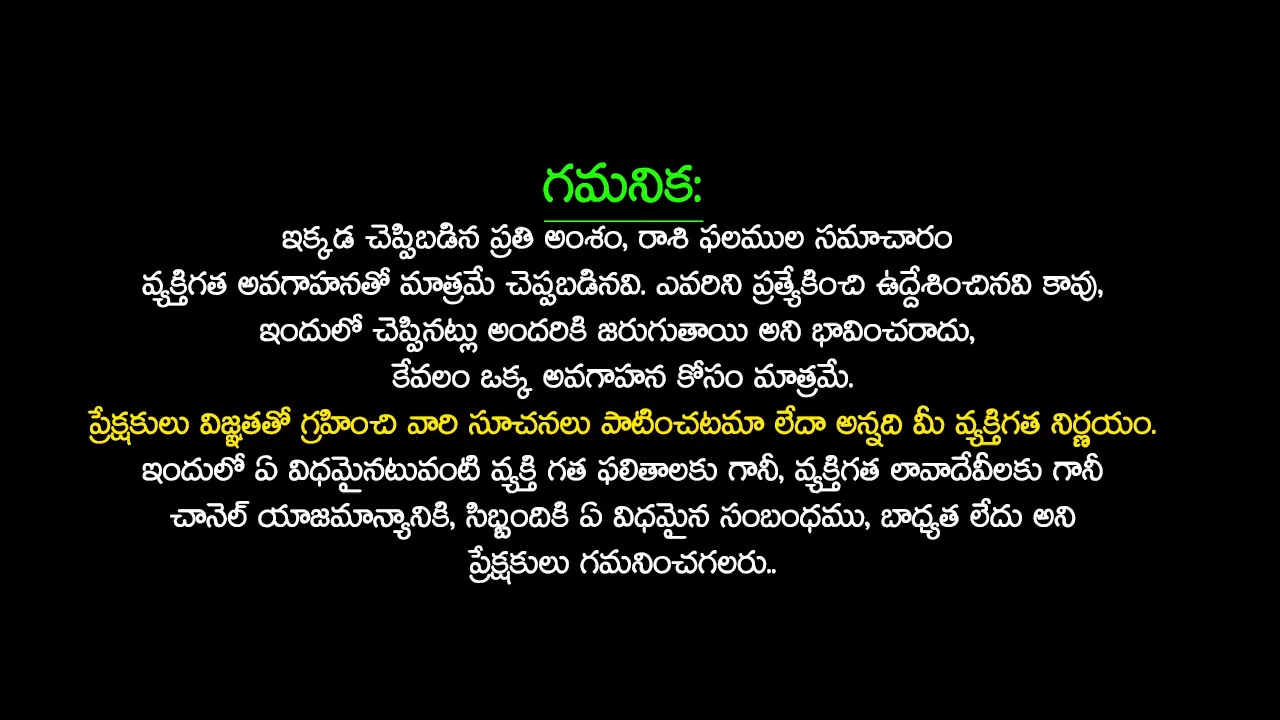 గమనిక:
ఇక్కడ చెప్పిబడిన ప్రతి అంశం, రాశి ఫలముల సమాచారం
వ్యక్తిగత అవగాహనతో మాత్రమే చెప్పబడినవి. ఎవరిని ప్రత్యేకించి ఉద్దేశించినవి కావు,
ఇందులో చెప్పినట్లు అందరికి జరుగుతాయి అని భావించరాదు,
కేవలం ఒక్క అవగాహన కోసం మాత్రమే.
ప్రేక్షకులు విజ్ఞతతో గ్రహించి వారి సూచనలు పాటించటమా లేదా అన్నది మీ వ్యక్తిగత నిర్ణయం.
ఇందులో ఏ విధమైనటువంటి వ్యక్తి గత ఫలితాలకు గానీ, వ్యక్తిగత లావాదేవీలకు గానీ
చానెల్ యాజమాన్యానికి, సిబ్బందికి ఏ విధమైన సంబంధము, బాధ్యత లేదు అని
ప్రేక్షకులు గమనించగలరు..